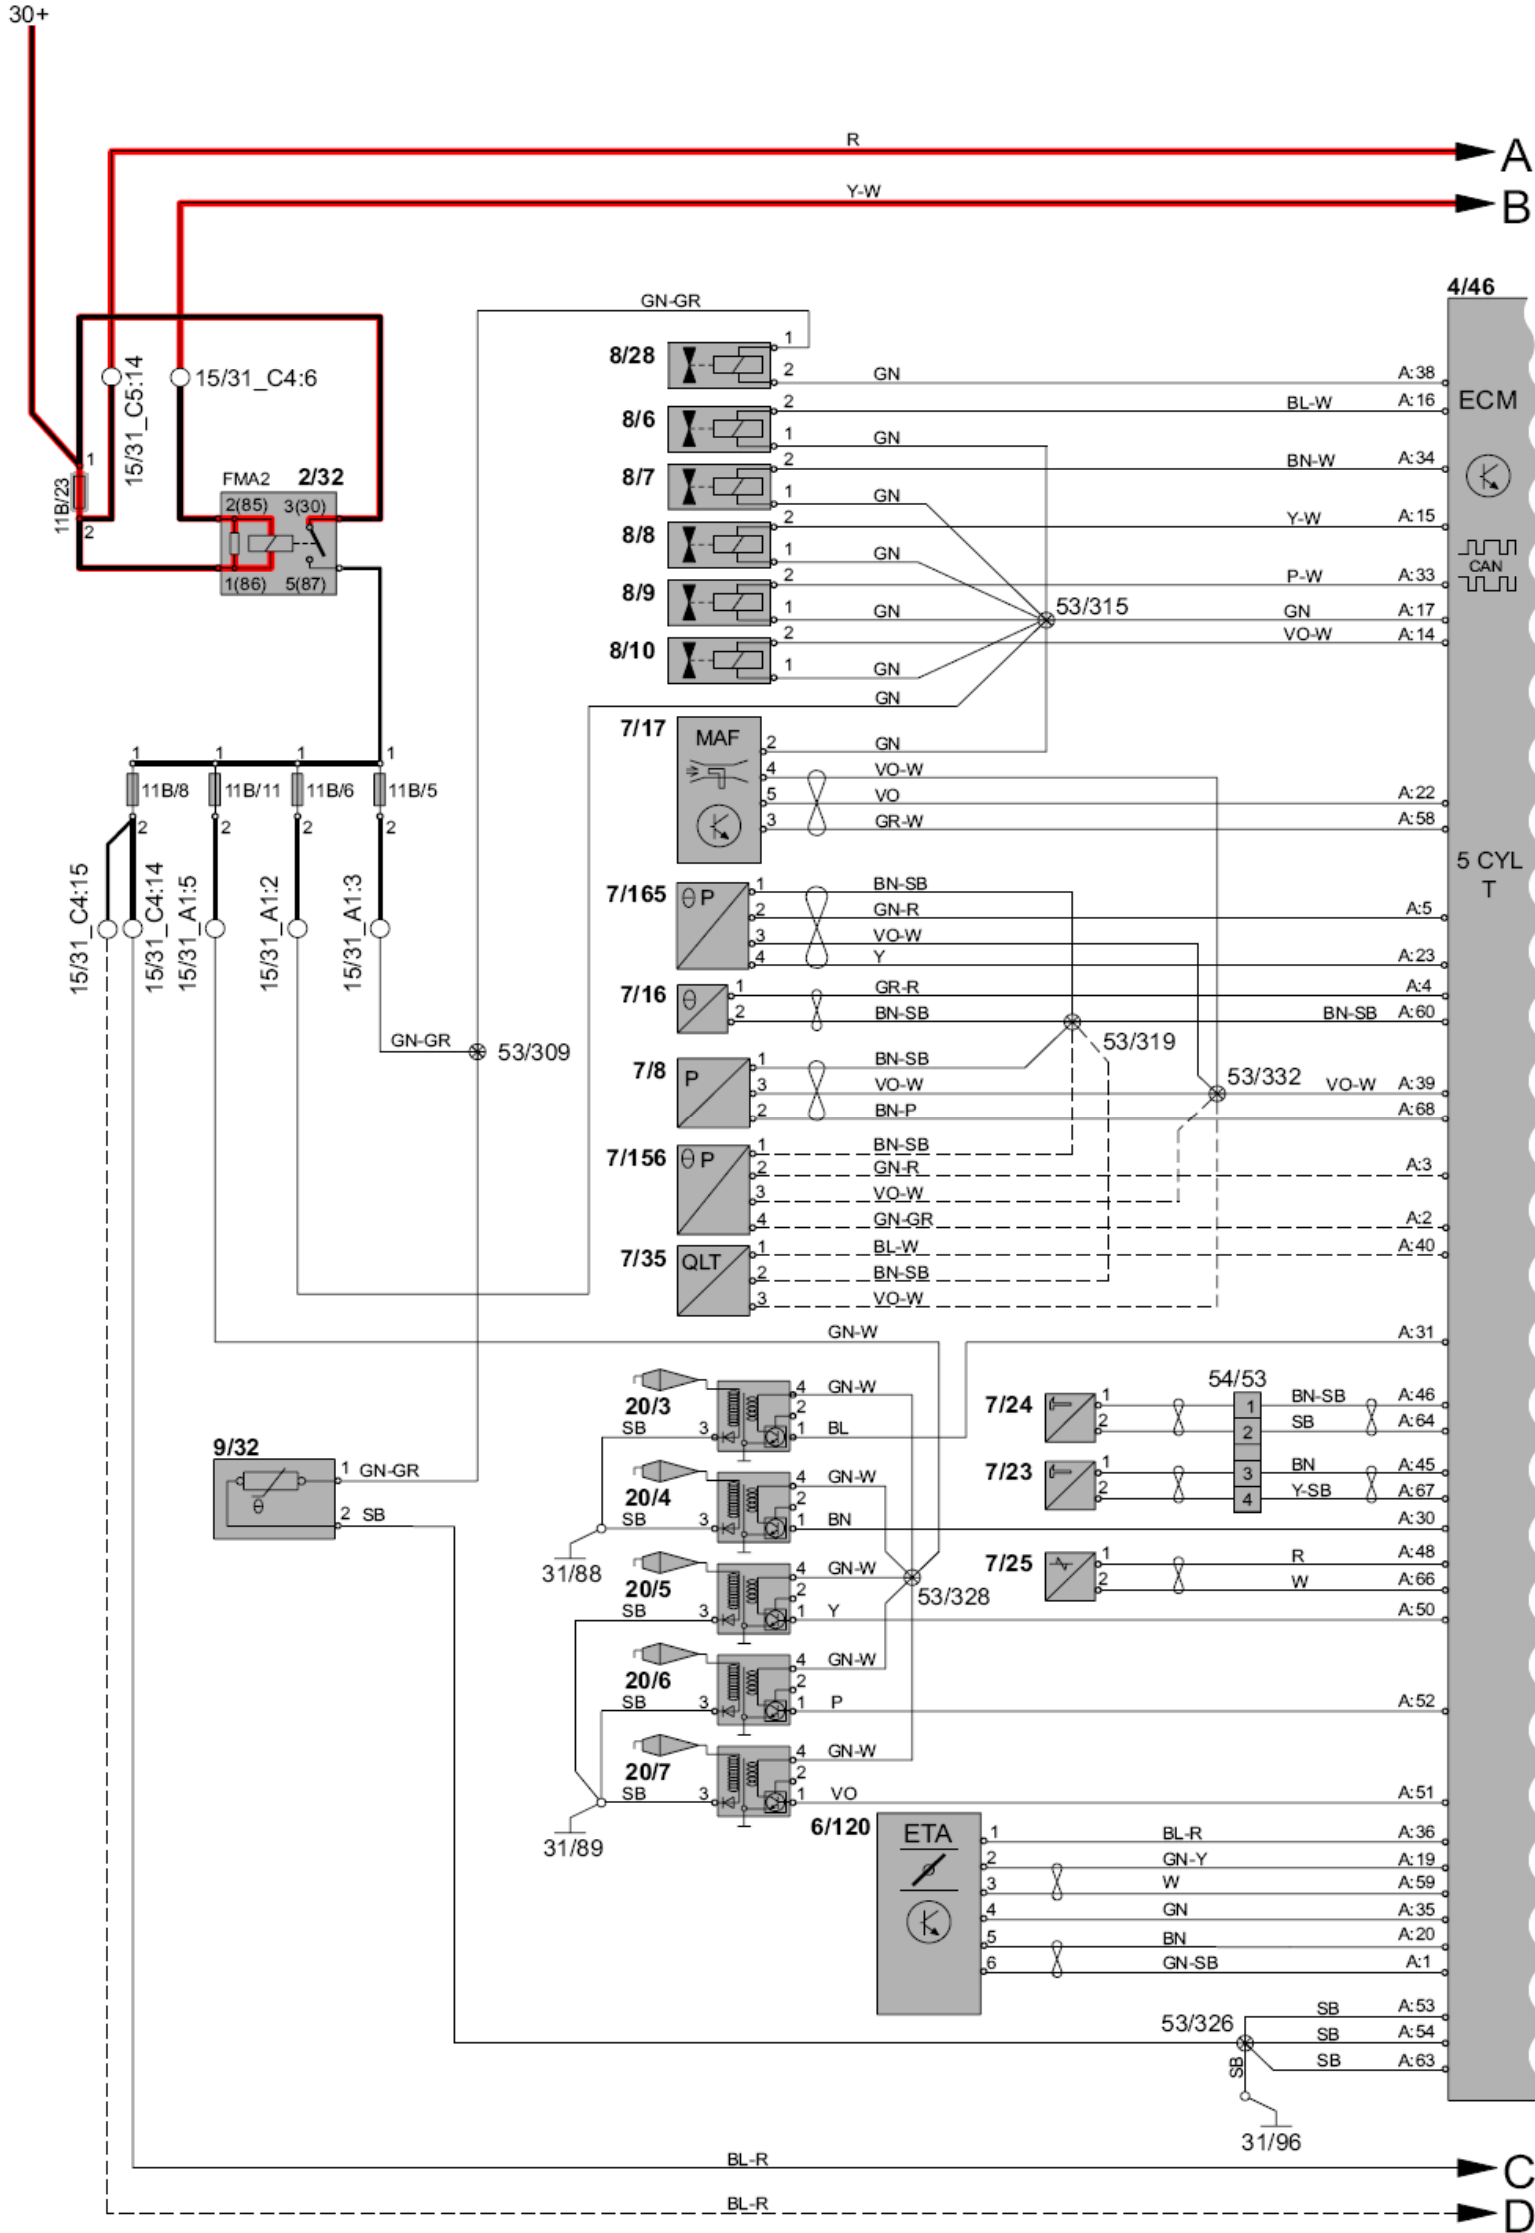 30+
R
A
Y-W
B
4/46
GN-GR
1
8/28
2
GN
A:38
15/31_C5:14
15/31_C4:6
ECM
8/6
2
BL-W
A:16
1
GN
8/7
2
BN-W
A:34
1
GN
1
11B/23
2
FMA2
2/32
2(85) 3(30)
1(86) 5(87)
8/8
2
Y-W
A:15
1
GN
CAN
8/9
2
P-W
A:33
1
GN
53/315
GN
A:17
8/10
2
VO-W
A:14
1
GN
GN
7/17
MAF
2
GN
4
VO-W
5
VO
A:22
3
GR-W
A:58
1
1
1
1
11B/8
11B/11
11B/6
11B/5
2
2
2
2
5 CYL
T
15/31_C4:15
15/31_C4:14
15/31_A1:5
15/31_A1:2
15/31_A1:3
7/165
θ P
1
BN-SB
2
GN-R
A:5
3
VO-W
4
Y
A:23
7/16
θ
1
GR-R
A:4
2
BN-SB
BN-SB
A:60
GN-GR
53/309
53/319
7/8
P
1
BN-SB
3
VO-W
53/332
VO-W
A:39
2
BN-P
A:68
7/156
θ P
1
BN-SB
2
GN-R
A:3
3
VO-W
4
GN-GR
A:2
7/35
QLT
1
BL-W
A:40
2
BN-SB
3
VO-W
GN-W
A:31
20/3
4
GN-W
2
SB
3
1
BL
54/53
7/24
1
1
BN-SB
A:46
2
2
SB
A:64
7/23
1
3
BN
A:45
2
4
Y-SB
A:67
9/32
1
GN-GR
θ
2
SB
20/4
4
GN-W
2
SB
3
1
BN
A:30
31/88
7/25
1
R
A:48
2
W
A:66
20/5
4
GN-W
2
53/328
SB
3
1
Y
A:50
20/6
4
GN-W
2
SB
3
1
P
A:52
20/7
4
GN-W
2
SB
3
1
VO
A:51
31/89
6/120
ETA
1
BL-R
A:36
2
GN-Y
A:19
3
W
A:59
4
GN
A:35
5
BN
A:20
6
GN-SB
A:1
53/326
SB
A:53
SB
A:54
SB
A:63
SB
31/96
BL-R
C
BL-R
D